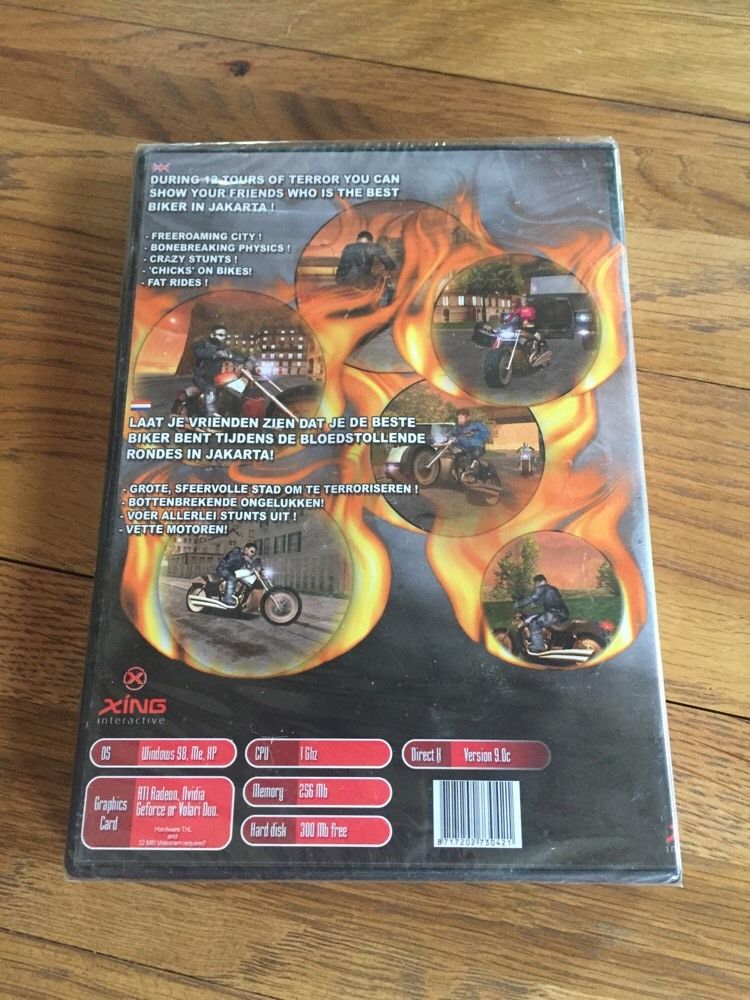 DURING 12 TOURS OF TERROR YOU CAN
SHOW YOUR FRIENDS WHO IS THE BEST
BIKER IN JAKARTA !
- FREEROAMING CITY !
- BONEBREAKING PHYSICS !
- CRAZY STUNTS !
- 'CHICKS' ON BIKES!
- FAT RIDES !
LAAT JE VRIENDEN ZIEN DAT JE DE BESTE
BIKER BENT TIJDENS DE BLOEDSTOLLENDE
RONDES IN JAKARTA!
- GROTE, SFEERVOLLE STAD OM TE TERRORISEREN !
- BOTTENBREKENDE ONGELUKKEN!
- VOER ALLERLEI STUNTS UIT !
- VETTE MOTOREN!
XING
interactive
OS Windows 98, Me, XP
CPU 1 Ghz
Direct X Version 9.0c
Graphics Card
ATI Radeon, Nvidia
Geforce or Volari Duo.
Hardware TnL
and
32 MB Videoram required!
Memory 256 Mb
Hard disk 300 Mb free
8 717202 730421